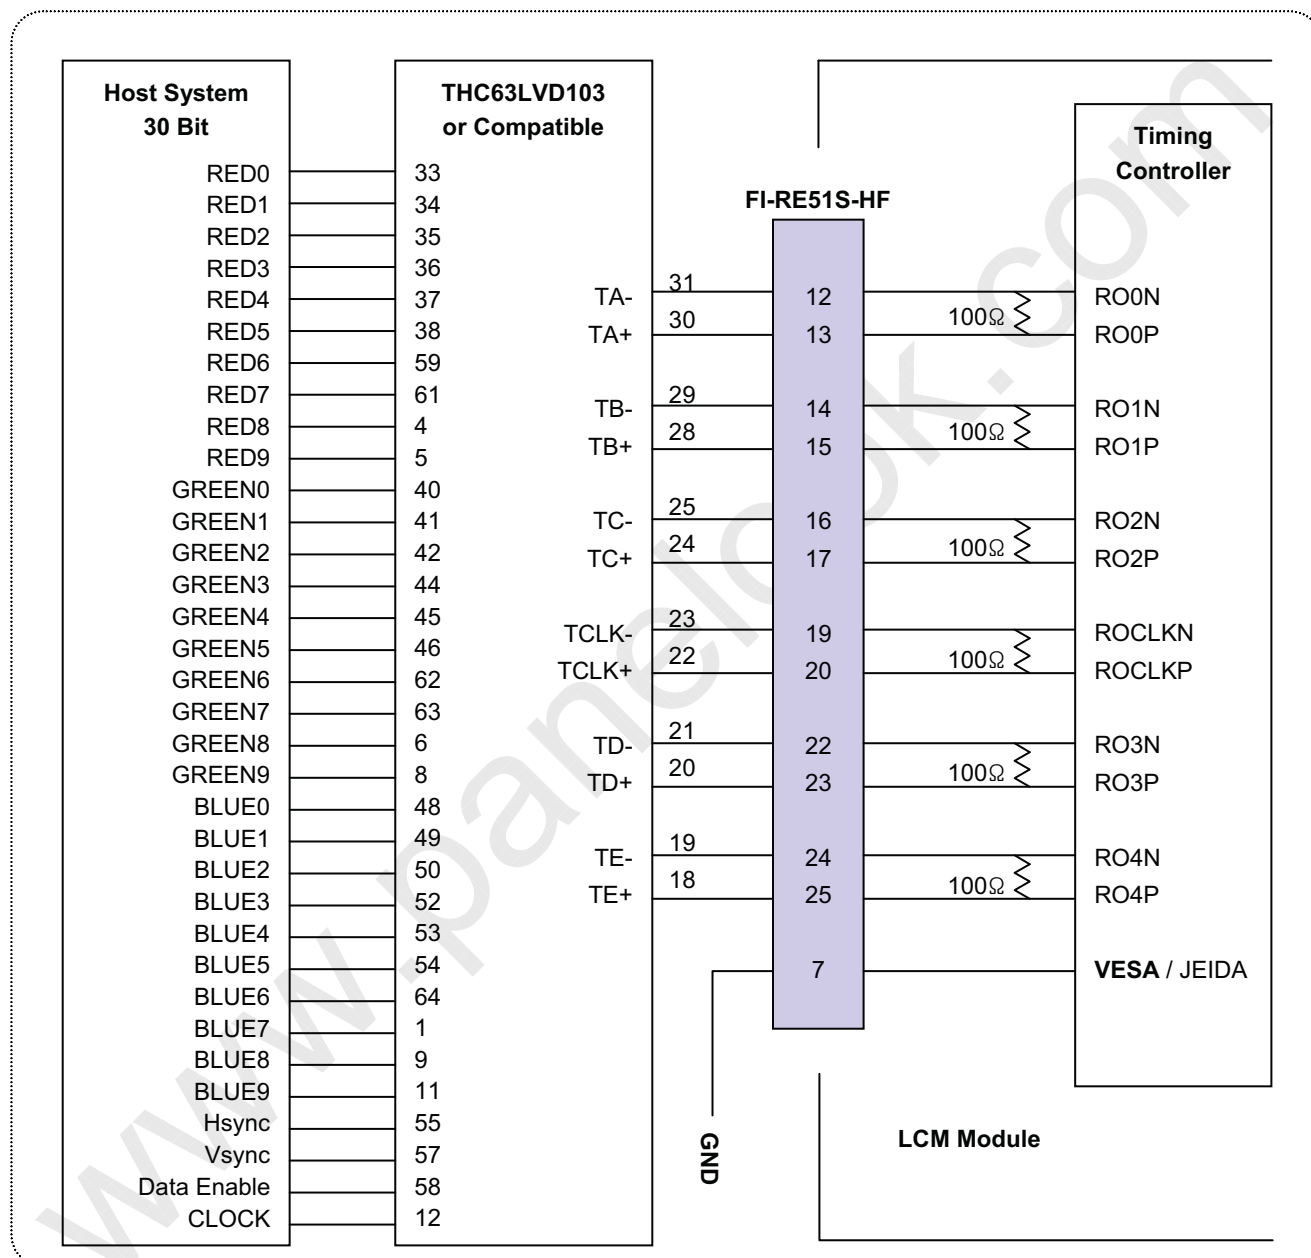 Host System
30 Bit
THC63LVD103
or Compatible
Timing
Controller
FI-RE51S-HF
RED0 33
RED1 34
RED2 35
RED3 36
RED4 37
RED5 38
RED6 59
RED7 61
RED8 4
RED9 5
GREEN0 40
GREEN1 41
GREEN2 42
GREEN3 44
GREEN4 45
GREEN5 46
GREEN6 62
GREEN7 63
GREEN8 6
GREEN9 8
BLUE0 48
BLUE1 49
BLUE2 50
BLUE3 52
BLUE4 53
BLUE5 54
BLUE6 64
BLUE7 1
BLUE8 9
BLUE9 11
Hsync 55
Vsync 57
Data Enable 58
CLOCK 12
TA- 31 12 RO0N
100Ω
TA+ 30 13 RO0P
TB- 29 14 RO1N
100Ω
TB+ 28 15 RO1P
TC- 25 16 RO2N
100Ω
TC+ 24 17 RO2P
TCLK- 23 19 ROCLKN
100Ω
TCLK+ 22 20 ROCLKP
TD- 21 22 RO3N
100Ω
TD+ 20 23 RO3P
TE- 19 24 RO4N
100Ω
TE+ 18 25 RO4P
7 VESA / JEIDA
GND
LCM Module
www.panelook.com